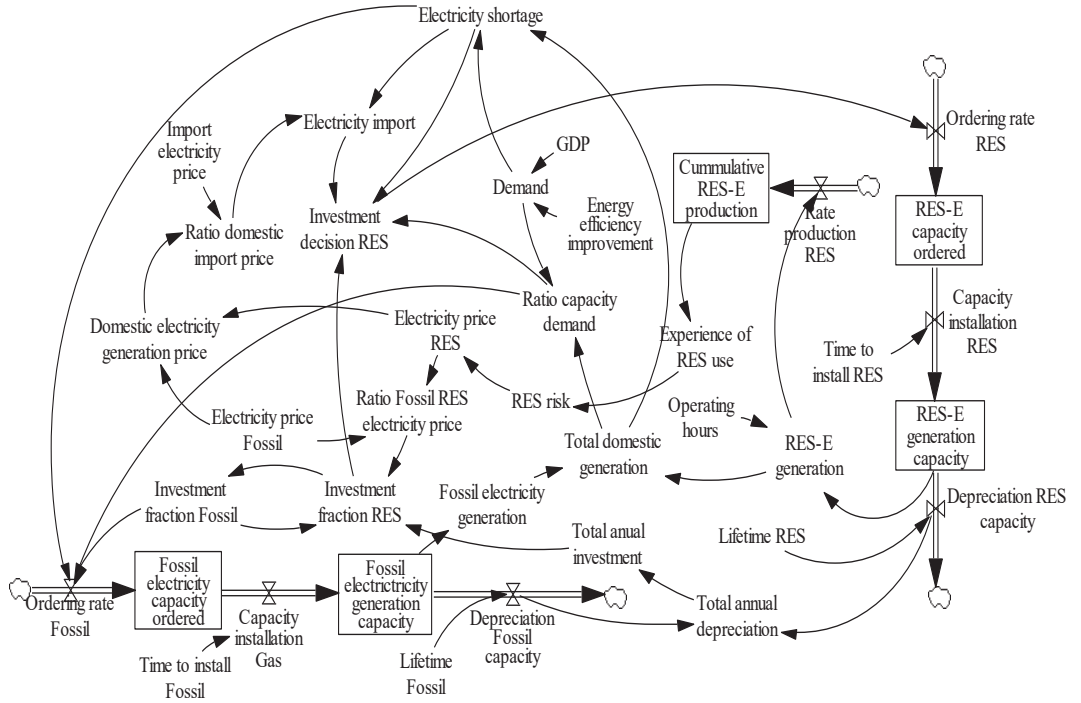 Electricity shortage
Electricity import
Import
electricity
price
Ratio domestic
import price
Investment
decision RES
GDP
Demand
Energy
efficiency
improvement
Cummulative
RES-E
production
Rate
production
RES
Ordering rate
RES
RES-E
capacity
ordered
Domestic electricity
generation price
Electricity price
RES
Ratio capacity
demand
Experience of
RES use
Time to
install RES
Capacity
installation
RES
Electricity price
Fossil
Ratio Fossil RES
electricity price
RES risk
Operating
hours
Total domestic
generation
RES-E
generation
RES-E
generation
capacity
Investment
fraction Fossil
Investment
fraction RES
Fossil electricity
generation
Depreciation RES
capacity
Lifetime RES
Total anual
investment
Ordering rate
Fossil
Fossil
electricity
capacity
ordered
Capacity
installation
Gas
Fossil
electrictricity
generation
capacity
Depreciation
Fossil
capacity
Total annual
depreciation
Time to install
Fossil
Lifetime
Fossil